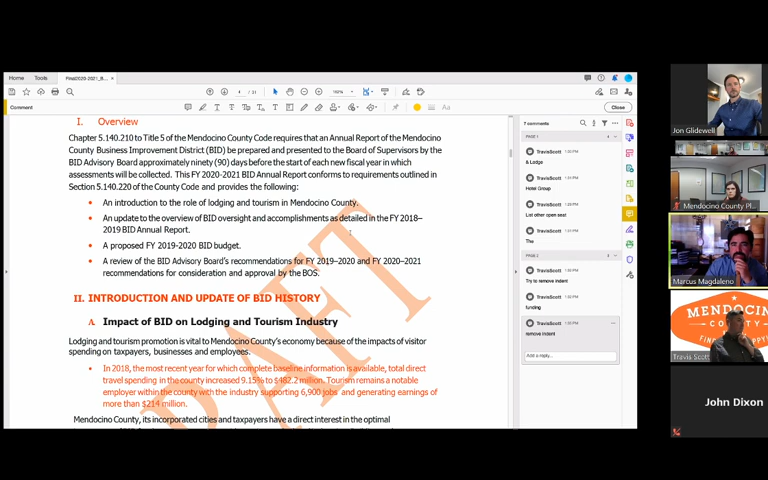 Home Tools Final2020-2021_B... ×
4 / 21
Comment
Close
I. Overview
Chapter 5.140.210 to Title 5 of the Mendocino County Code requires that an Annual Report of the Mendocino
County Business Improvement District (BID) be prepared and presented to the Board of Supervisors by the
BID Advisory Board approximately ninety (90) days before the start of each new fiscal year in which
assessments will be collected. This FY 2020-2021 BID Annual Report conforms to requirements outlined in
Section 5.140.220 of the County Code and provides the following:
• An introduction to the role of lodging and tourism in Mendocino County.
• An update to the overview of BID oversight and accomplishments as detailed in the FY 2018–
2019 BID Annual Report.
• A proposed FY 2019-2020 BID budget.
• A review of the BID Advisory Board's recommendations for FY 2019–2020 and FY 2020–2021
recommendations for consideration and approval by the BOS.
II. INTRODUCTION AND UPDATE OF BID HISTORY
A. Impact of BID on Lodging and Tourism Industry
Lodging and tourism promotion is vital to Mendocino County's economy because of the impacts of visitor
spending on taxpayers, businesses and employees.
• In 2018, the most recent year for which complete baseline information is available, total direct
travel spending in the county increased 9.15% to $482.2 million. Tourism remains a notable
employer within the county with the industry supporting 6,900 jobs and generating earnings of
more than $214 million.
Mendocino County, its incorporated cities and taxpayers have a direct interest in the optimal
DRAFT
7 comments
PAGE 1 4
TravisScott
& Lodge
TravisScott
Hotel Group
TravisScott
List other open seat
TravisScott
The
PAGE 2 3
TravisScott
Try to remove indent
TravisScott
funding
TravisScott
remove indent
Add a reply...
Jon Glidewell
Mendocino County Pl...
Marcus Magdaleno
MENDOCINO
COUNTY
Travis Scott
John Dixon